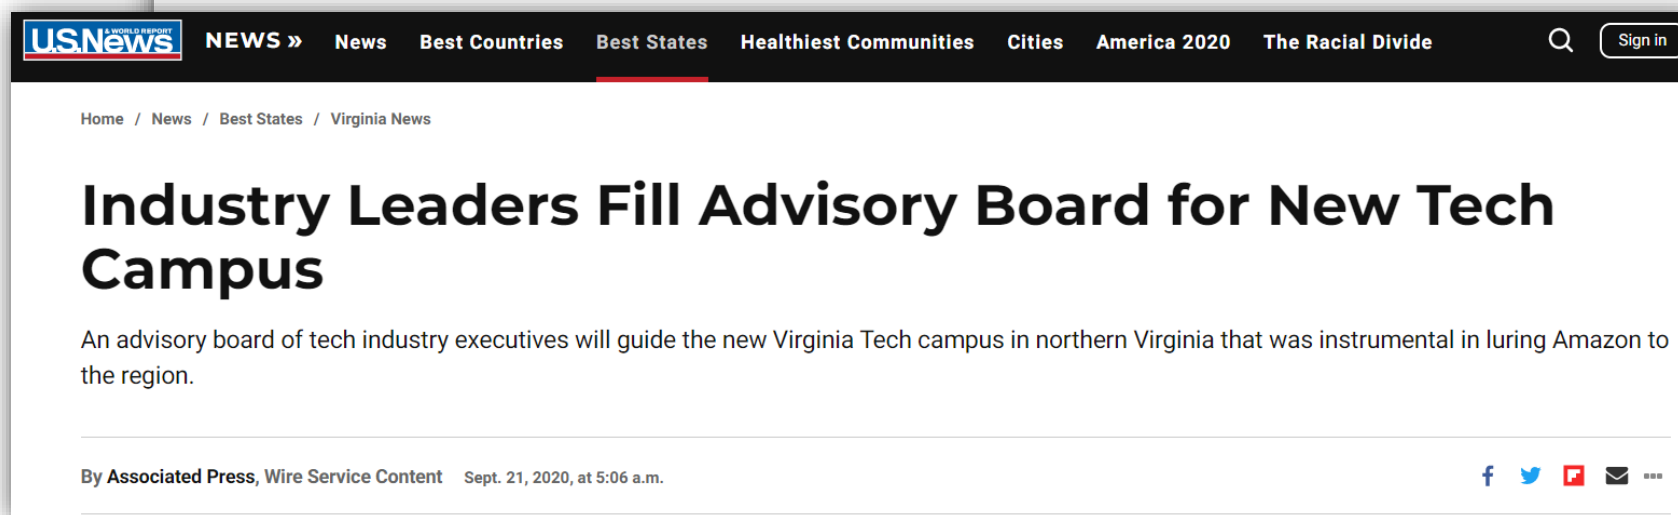 U.S.News & WORLD REPORT NEWS » News Best Countries Best States Healthiest Communities Cities America 2020 The Racial Divide Sign in
Home / News / Best States / Virginia News
Industry Leaders Fill Advisory Board for New Tech
Campus
An advisory board of tech industry executives will guide the new Virginia Tech campus in northern Virginia that was instrumental in luring Amazon to
the region.
By Associated Press, Wire Service Content Sept. 21, 2020, at 5:06 a.m.